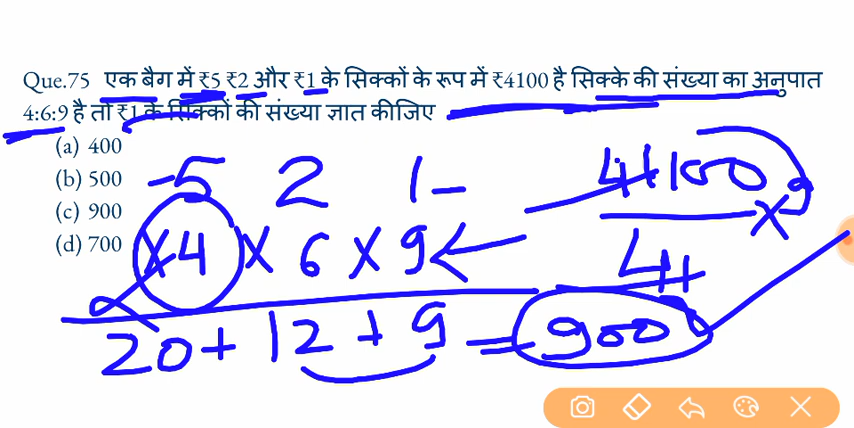 Que.75 एक बैग में ₹5 ₹2 और ₹1 के सिक्कों के रूप में ₹4100 है सिक्के की संख्या का अनुपात
4:6:9 है तो ₹1 के सिक्कों की संख्या ज्ञात कीजिए
(a) 400
(b) 500
(c) 900
(d) 700
5 2 1
×4 × 6 × 9
20 + 12 + 9 = 900
4100 × 9
41